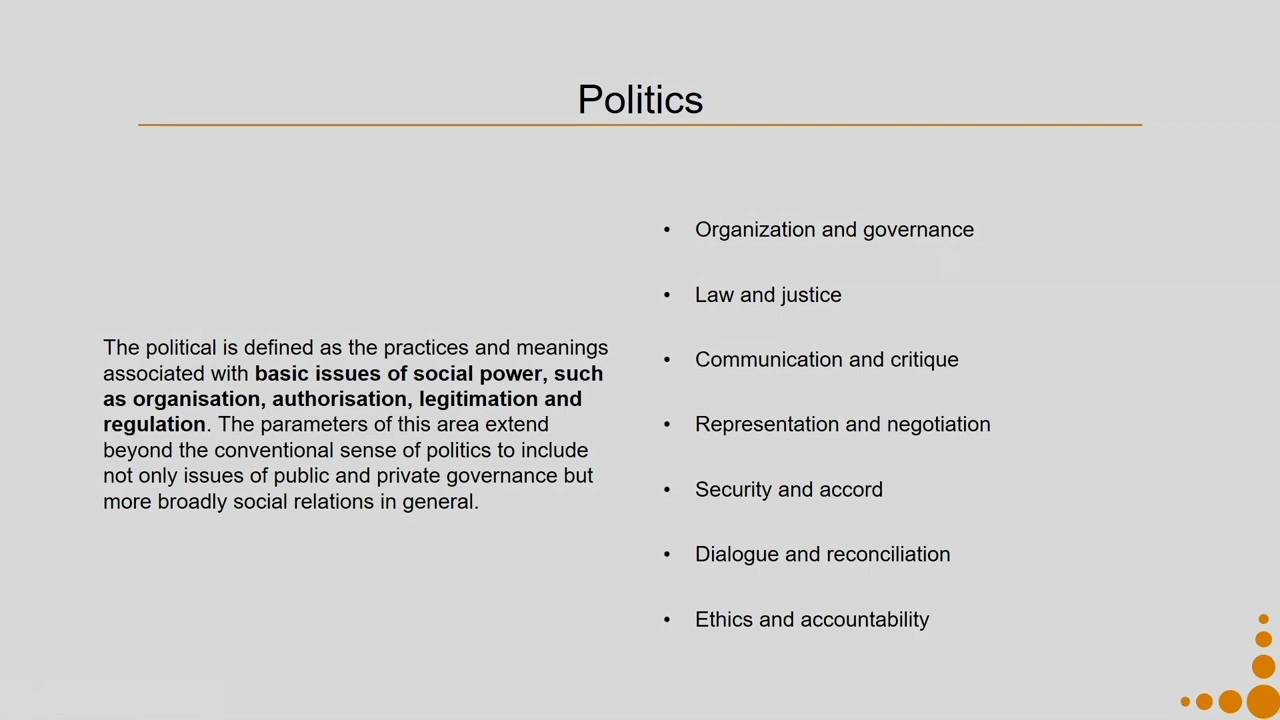 Politics
The political is defined as the practices and meanings
associated with basic issues of social power, such
as organisation, authorisation, legitimation and
regulation. The parameters of this area extend
beyond the conventional sense of politics to include
not only issues of public and private governance but
more broadly social relations in general.
• Organization and governance
• Law and justice
• Communication and critique
• Representation and negotiation
• Security and accord
• Dialogue and reconciliation
• Ethics and accountability